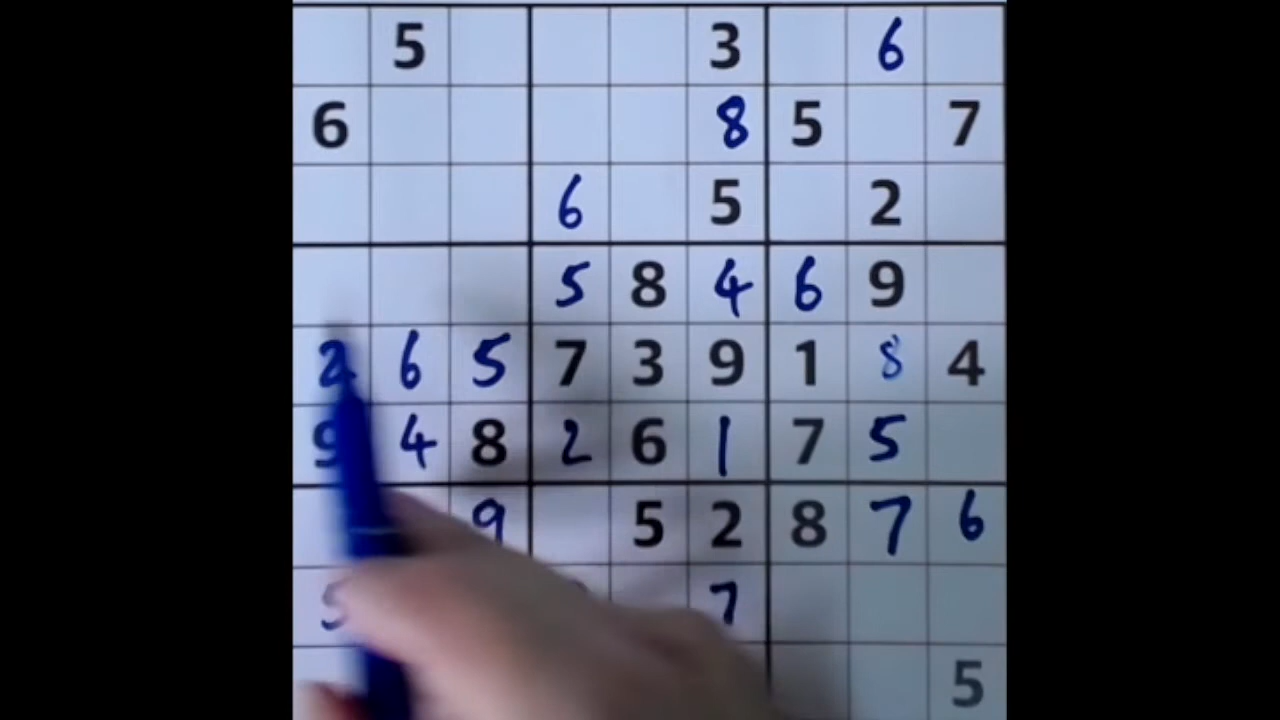 5 3 6
6 8 5 7
6 5 2
5 8 4 6 9
2 6 5 7 3 9 1 8 4
9 4 8 2 6 1 7 5
9 5 2 8 7 6
5 7
5